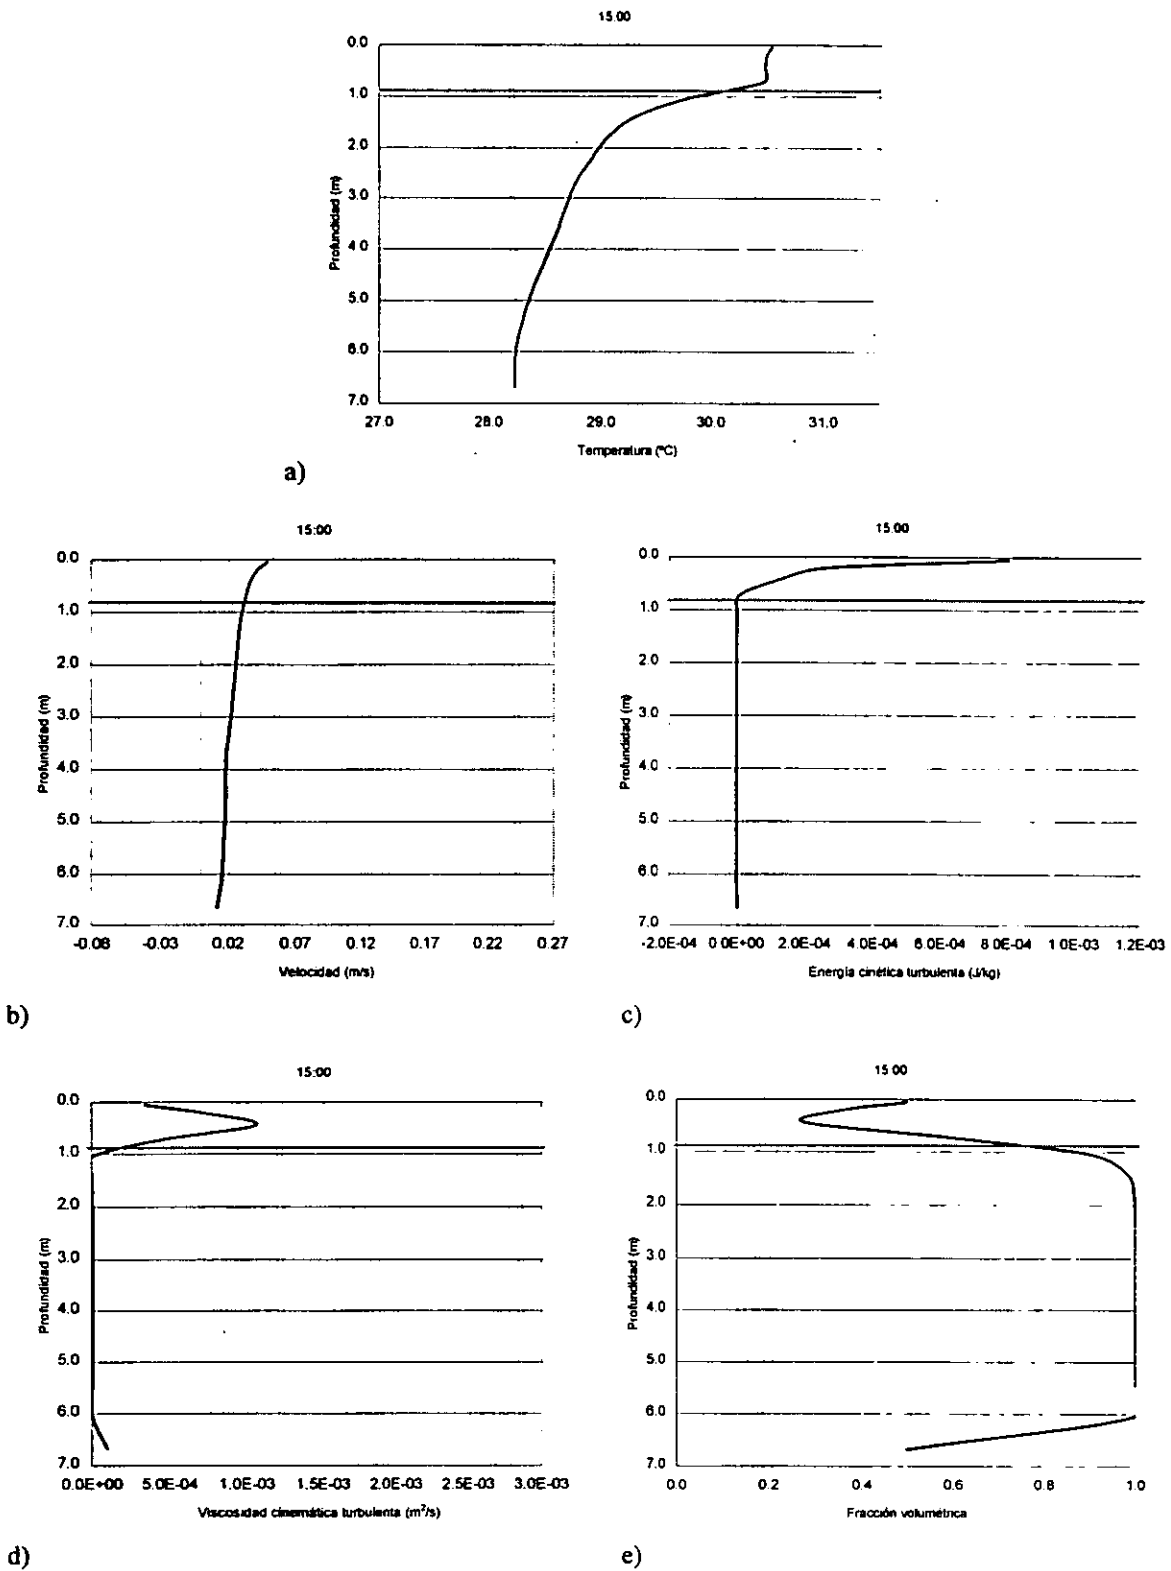 15:00
0.0
1.0
2.0
3.0
4.0
5.0
6.0
7.0
Profundidad (m)
27.0 28.0 29.0 30.0 31.0
Temperatura (ºC)
a)
15:00
0.0
1.0
2.0
3.0
4.0
5.0
6.0
7.0
Profundidad (m)
-0.08 -0.03 0.02 0.07 0.12 0.17 0.22 0.27
Velocidad (m/s)
b)
15:00
0.0
1.0
2.0
3.0
4.0
5.0
6.0
7.0
Profundidad (m)
-2.0E-04 0.0E+00 2.0E-04 4.0E-04 6.0E-04 8.0E-04 1.0E-03 1.2E-03
Energía cinética turbulenta (J/kg)
c)
15:00
0.0
1.0
2.0
3.0
4.0
5.0
6.0
7.0
Profundidad (m)
0.0E+00 5.0E-04 1.0E-03 1.5E-03 2.0E-03 2.5E-03 3.0E-03
Viscosidad cinemática turbulenta (m²/s)
d)
15:00
0.0
1.0
2.0
3.0
4.0
5.0
6.0
7.0
Profundidad (m)
0.0 0.2 0.4 0.6 0.8 1.0
Fracción volumétrica
e)